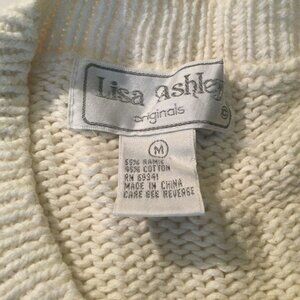 Lisa Ashley
originals
M
55% RAMIE
45% COTTON
RN 69341
MADE IN CHINA
CARE SEE REVERSE